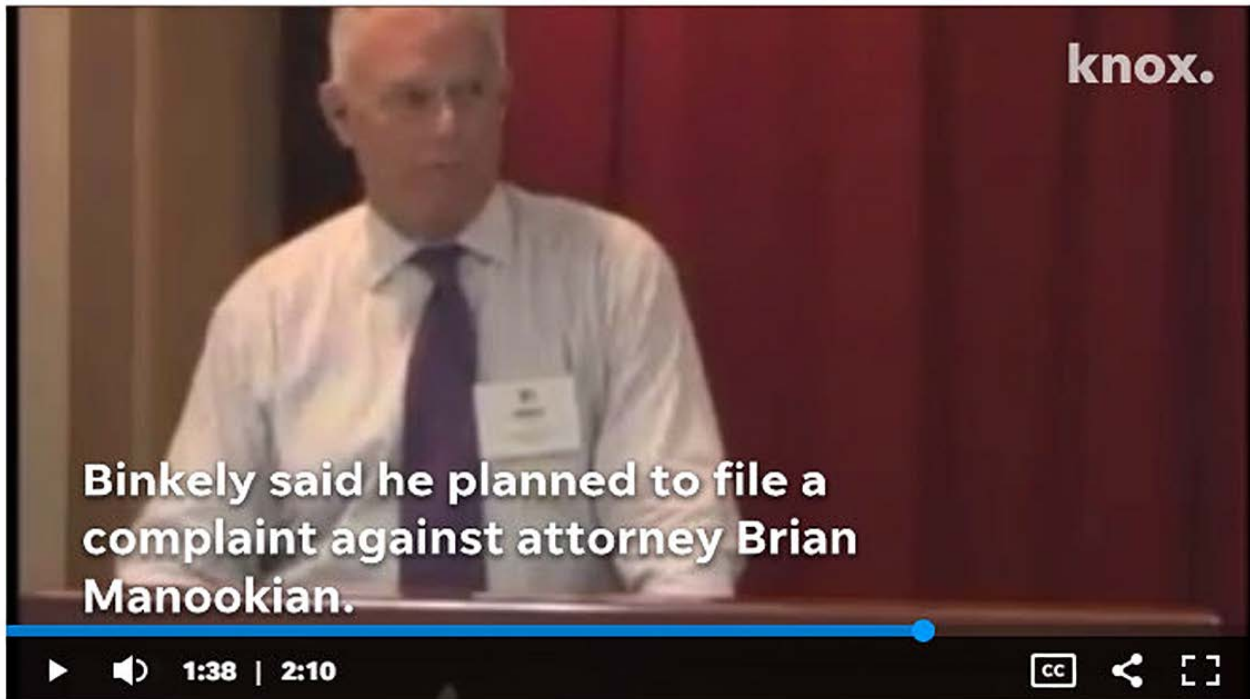 knox.
Binkely said he planned to file a
complaint against attorney Brian
Manookian.
1:38 | 2:10
CC